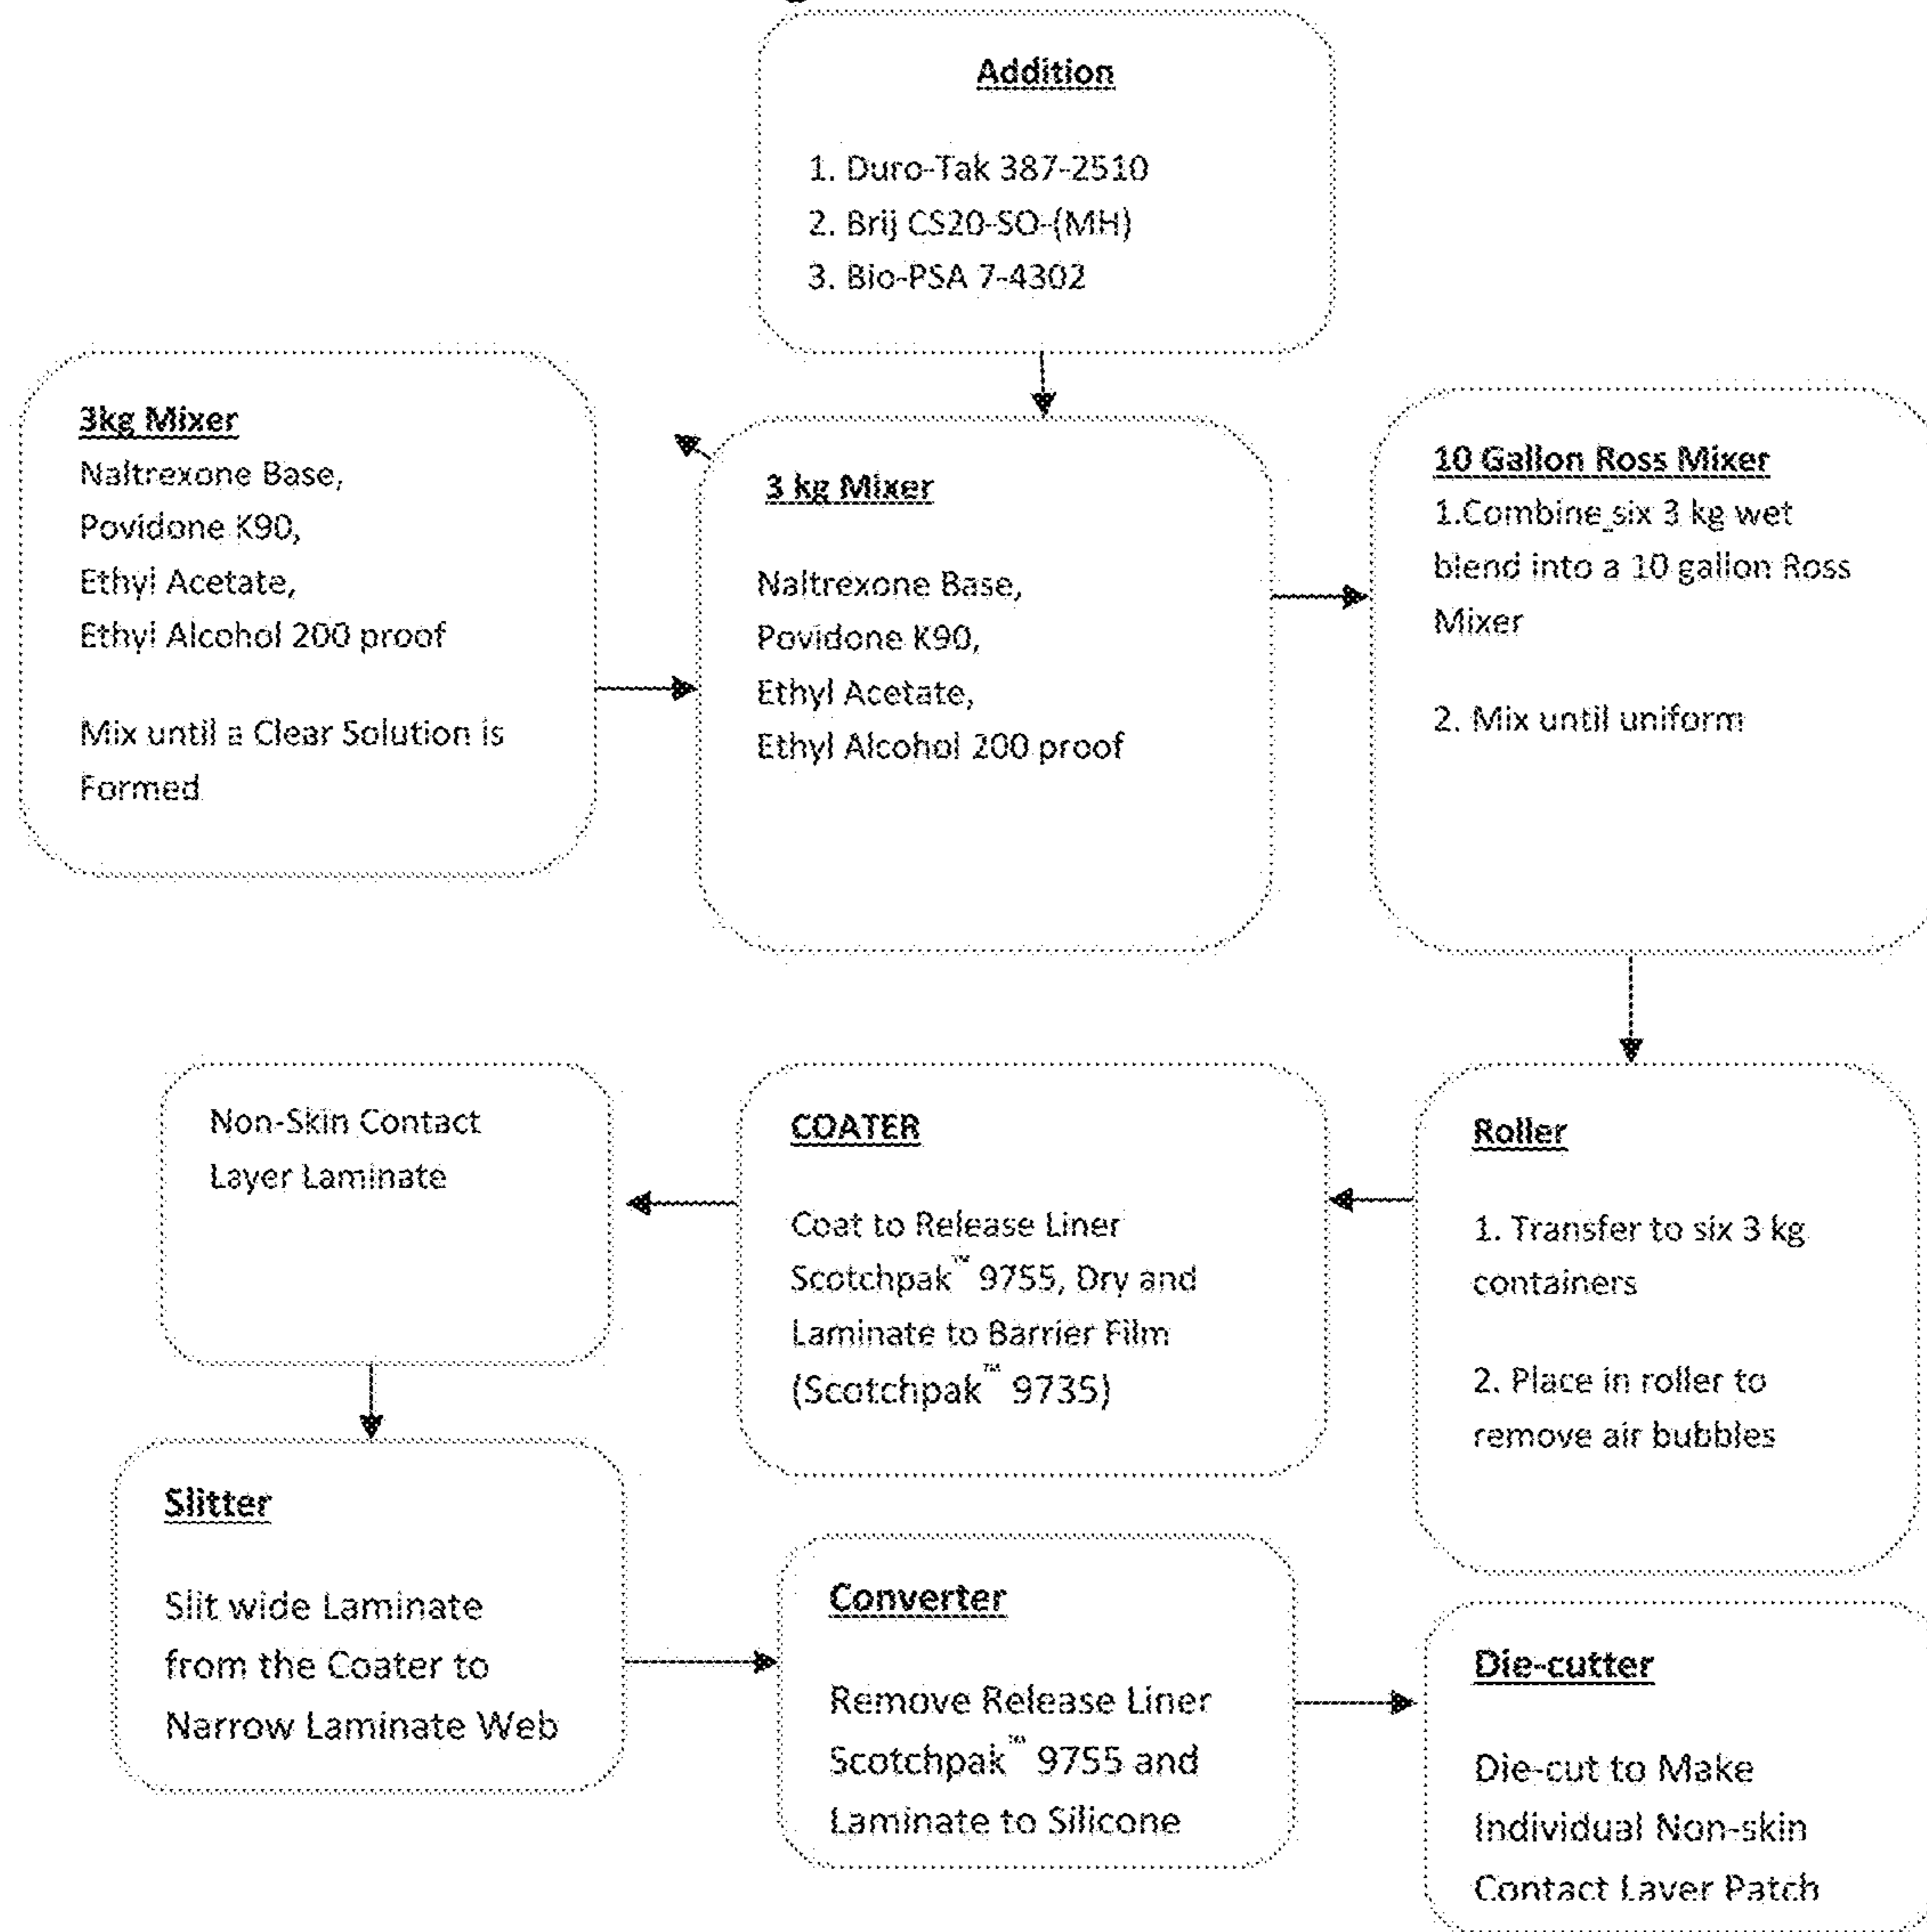 Addition
1. Duro-Tak 387-2510
2. Brij CS20-SO-(MH)
3. Bio-PSA 7-4302
3kg Mixer
Naltrexone Base,
Povidone K90,
Ethyl Acetate,
Ethyl Alcohol 200 proof
Mix until a Clear Solution is
Formed
3 kg Mixer
Naltrexone Base,
Povidone K90,
Ethyl Acetate,
Ethyl Alcohol 200 proof
10 Gallon Ross Mixer
1.Combine six 3 kg wet
blend into a 10 gallon Ross
Mixer
2. Mix until uniform
Roller
1. Transfer to six 3 kg
containers
2. Place in roller to
remove air bubbles
COATER
Coat to Release Liner
Scotchpak™ 9755, Dry and
Laminate to Barrier Film
(Scotchpak™ 9735)
Non-Skin Contact
Layer Laminate
Slitter
Slit wide Laminate
from the Coater to
Narrow Laminate Web
Converter
Remove Release Liner
Scotchpak™ 9755 and
Laminate to Silicone
Die-cutter
Die-cut to Make
Individual Non-skin
Contact Layer Patch